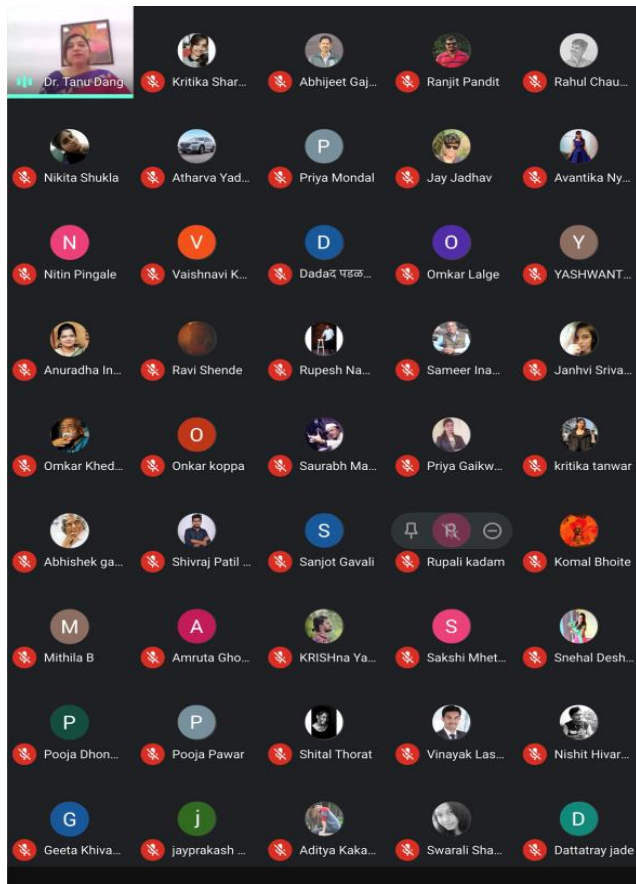 Dr. Tanu Dang Kritika Shar... Abhijeet Gaj... Ranjit Pandit Rahul Chau...
P
Nikita Shukla Atharva Yad... Priya Mondal Jay Jadhav Avantika Ny...
N V D O Y
Nitin Pingale Vaishnavi K... Dadaद पडळ... Omkar Lalge YASHWANT...
Anuradha In... Ravi Shende Rupesh Na... Sameer Ina... Janhvi Sriva...
O
Omkar Khed... Onkar koppa Saurabh Ma... Priya Gaikw... kritika tanwar
S R
Abhishek ga... Shivraj Patil ... Sanjot Gavali Rupali kadam Komal Bhoite
M A S
Mithila B Amruta Gho... KRISHna Ya... Sakshi Mhet... Snehal Desh...
P P
Pooja Dhon... Pooja Pawar Shital Thorat Vinayak Las... Nishit Hivar...
G j D
Geeta Khiva... jayprakash ... Aditya Kaka... Swarali Sha... Dattatray jade